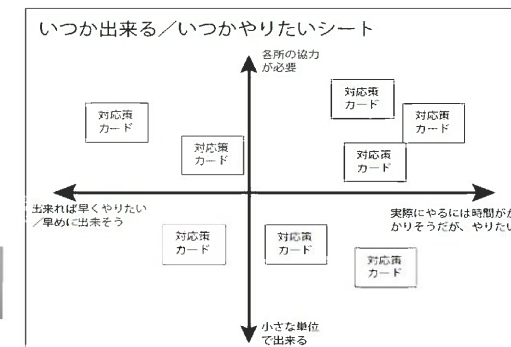 いつか出来る／いつかやりたいシート
各所の協力
が必要
対応策
カード
対応策
カード
対応策
カード
対応策
カード
対応策
カード
出来れば早くやりたい
／早めに出来そう
実際にやるには時間がか
かりそうだが、やりたい
対応策
カード
対応策
カード
対応策
カード
小さな単位
で出来る